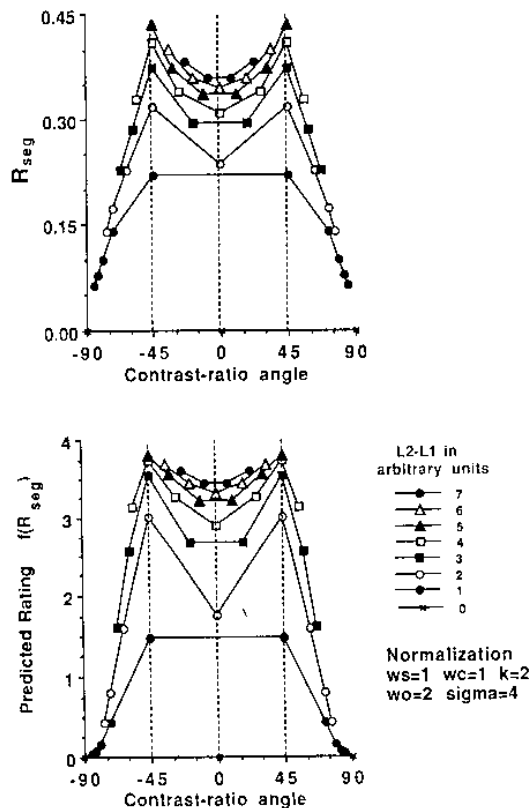 0.45
0.30
0.15
0.00
R seg
-90 -45 0 45 90
Contrast-ratio angle
4
3
2
1
0
Predicted Rating f(R seg)
-90 -45 0 45 90
Contrast-ratio angle
L2-L1 in
arbitrary units
7
6
5
4
3
2
1
0
Normalization
ws=1 wc=1 k=2
wo=2 sigma=4